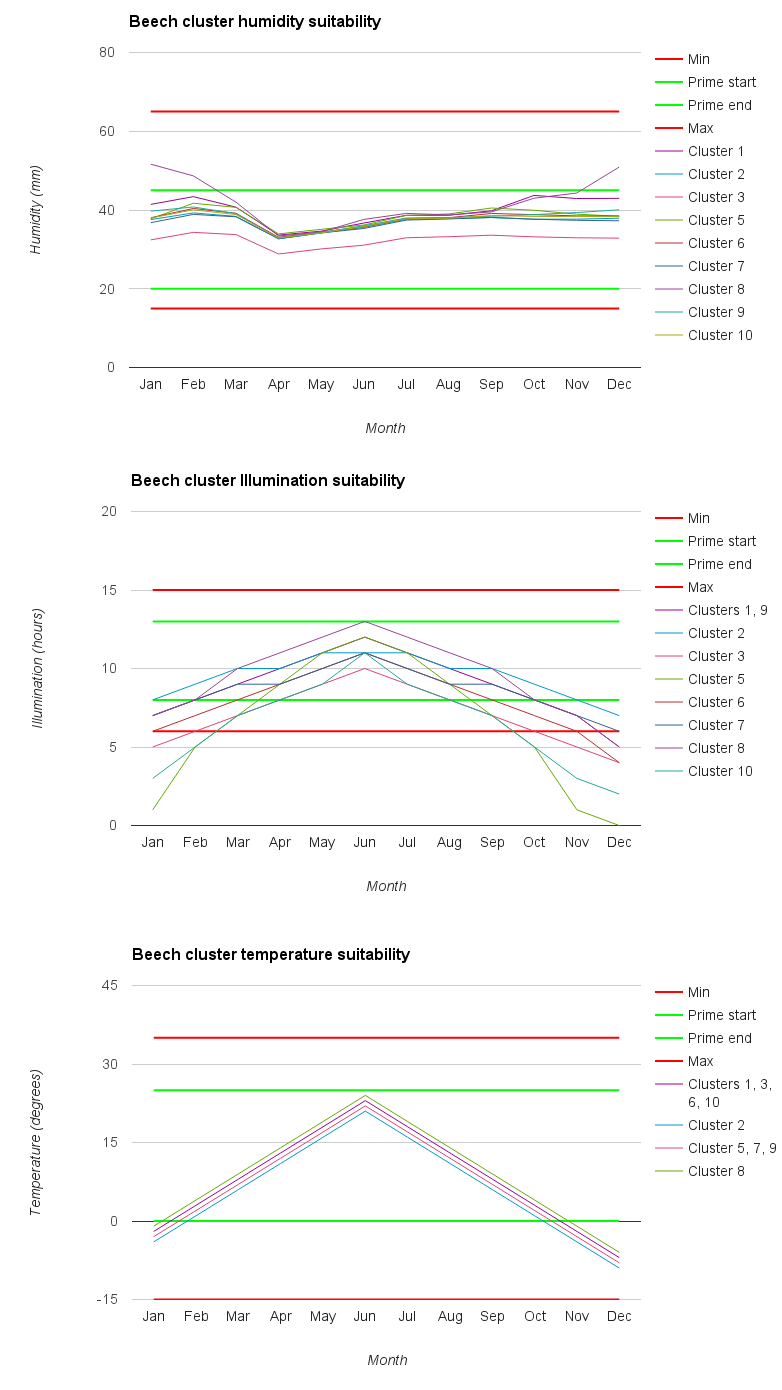 Beech cluster humidity suitability
80
60
40
20
0
Humidity (mm)
Jan Feb Mar Apr May Jun Jul Aug Sep Oct Nov Dec
Month
Min
Prime start
Prime end
Max
Cluster 1
Cluster 2
Cluster 3
Cluster 5
Cluster 6
Cluster 7
Cluster 8
Cluster 9
Cluster 10
Beech cluster Illumination suitability
20
15
10
5
0
Illumination (hours)
Jan Feb Mar Apr May Jun Jul Aug Sep Oct Nov Dec
Month
Min
Prime start
Prime end
Max
Clusters 1, 9
Cluster 2
Cluster 3
Cluster 5
Cluster 6
Cluster 7
Cluster 8
Cluster 10
Beech cluster temperature suitability
45
30
15
0
-15
Temperature (degrees)
Jan Feb Mar Apr May Jun Jul Aug Sep Oct Nov Dec
Month
Min
Prime start
Prime end
Max
Clusters 1, 3,
6, 10
Cluster 2
Cluster 5, 7, 9
Cluster 8